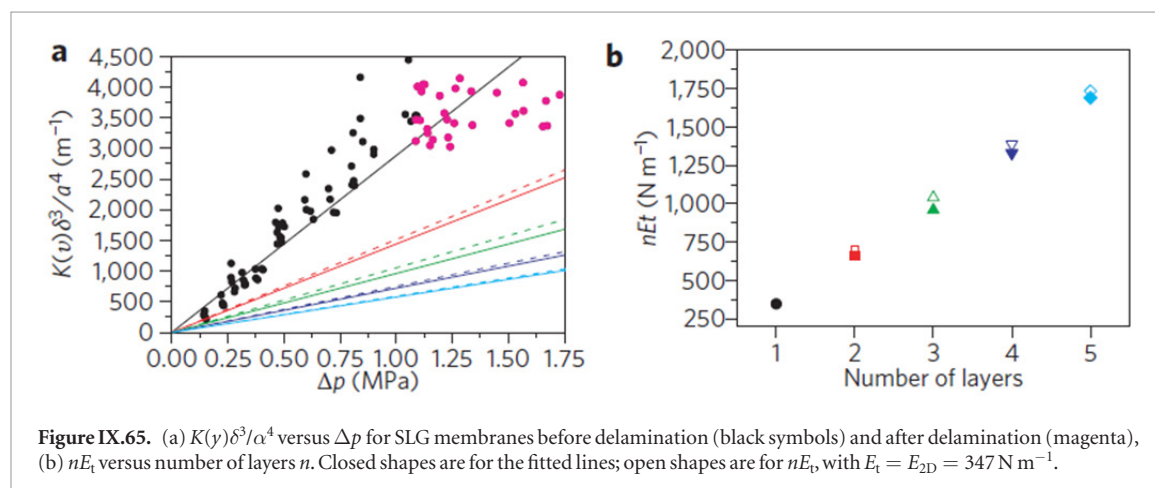 a
4,500
4,000
3,500
3,000
2,500
2,000
1,500
1,000
500
0
K(υ)δ³/a⁴ (m⁻¹)
0.00 0.25 0.50 0.75 1.00 1.25 1.50 1.75
Δp (MPa)
b
2,000
1,750
1,500
1,250
1,000
750
500
250
nEt (N m⁻¹)
1 2 3 4 5
Number of layers
Figure IX.65. (a) K(y)δ³/α⁴ versus Δp for SLG membranes before delamination (black symbols) and after delamination (magenta),
(b) nEₜ versus number of layers n. Closed shapes are for the fitted lines; open shapes are for nEₜ, with Eₜ = E₂D = 347 N m⁻¹.